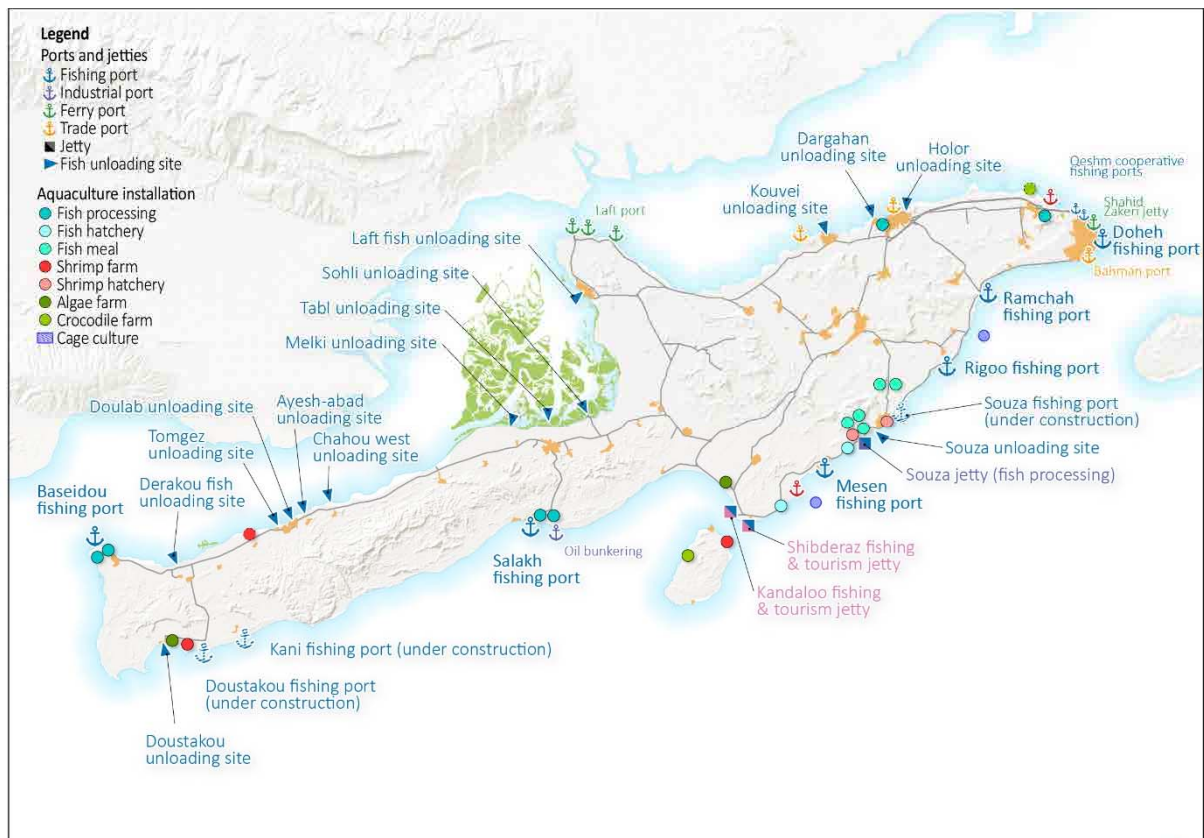 Legend
Ports and jetties
Fishing port
Industrial port
Ferry port
Trade port
Jetty
Fish unloading site
Aquaculture installation
Fish processing
Fish hatchery
Fish meal
Shrimp farm
Shrimp hatchery
Algae farm
Crocodile farm
Cage culture
Dargahan
unloading site
Holor
unloading site
Qeshm cooperative
fishing ports
Kouvei
unloading site
Laft port
Shahid
Zakeri jetty
Doheh
fishing port
Bahman port
Laft fish unloading site
Sohli unloading site
Tabl unloading site
Melki unloading site
Ramchah
fishing port
Rigoo fishing port
Souza fishing port
(under construction)
Souza unloading site
Souza jetty (fish processing)
Mesen
fishing port
Ayesh-abad
unloading site
Doulab unloading site
Chahou west
unloading site
Tomgez
unloading site
Derakou fish
unloading site
Baseidou
fishing port
Salakh
fishing port
Oil bunkering
Shibderaz fishing
& tourism jetty
Kandaloo fishing
& tourism jetty
Kani fishing port (under construction)
Doustakou fishing port
(under construction)
Doustakou
unloading site